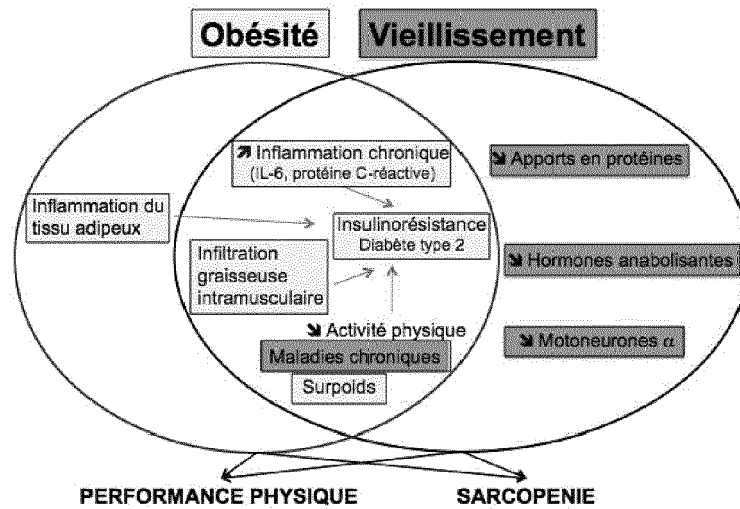 Obésité
Vieillissement
↗ Inflammation chronique
(IL-6, protéine C-réactive)
↘ Apports en protéines
Inflammation du
tissu adipeux
Insulinorésistance
Diabète type 2
Infiltration
graisseuse
intramusculaire
↘ Hormones anabolisantes
↘ Activité physique
Maladies chroniques
Surpoids
↘ Motoneurones α
PERFORMANCE PHYSIQUE
SARCOPENIE